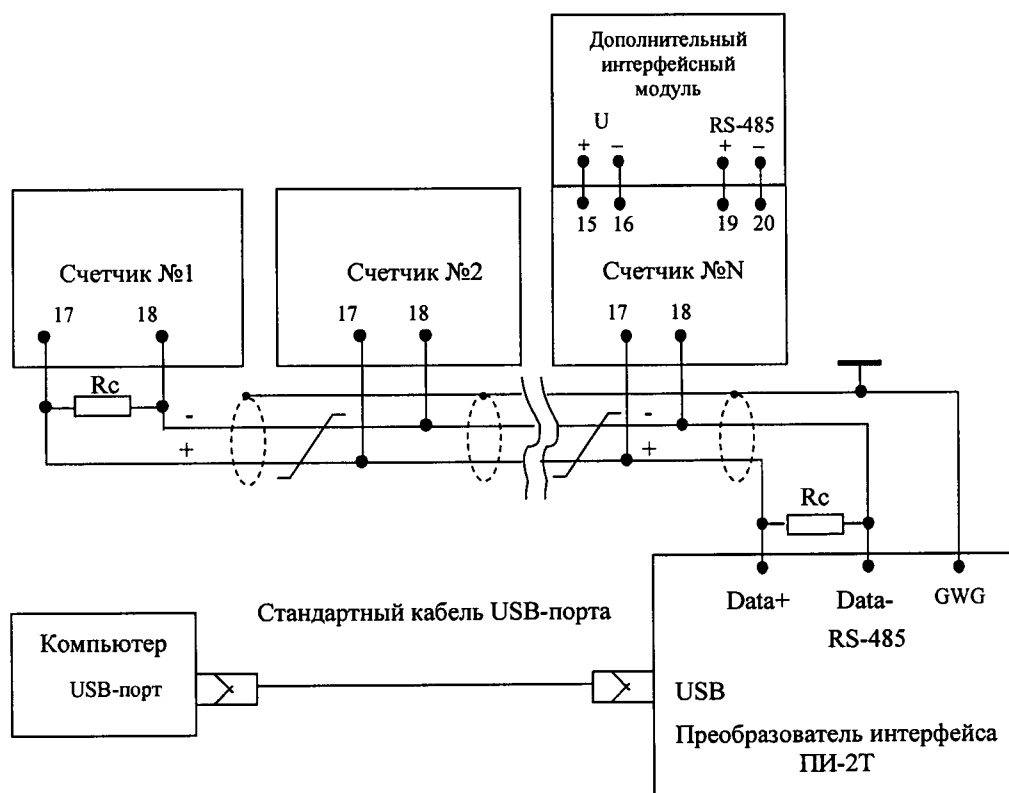 Дополнительный
интерфейсный
модуль
U RS-485
+ – + –
15 16 19 20
Счетчик №1 Счетчик №2 Счетчик №N
17 18 17 18 17 18
Rc
- -
+ +
Rc
Data+ Data- GWG
RS-485
Стандартный кабель USB-порта
Компьютер
USB-порт
USB
Преобразователь интерфейса
ПИ-2Т